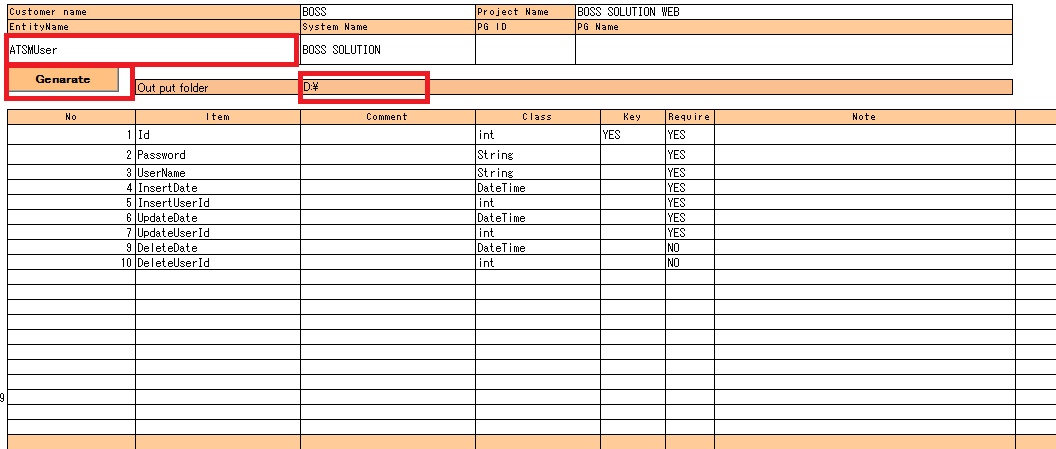 Customer name BOSS Project Name BOSS SOLUTION WEB
EntityName System Name PG ID PG Name
ATSMUser BOSS SOLUTION
Genarate
Out put folder D:¥
No Item Comment Class Key Require Note
1 Id int YES YES
2 Password String YES
3 UserName String YES
4 InsertDate DateTime YES
5 InsertUserId int YES
6 UpdateDate DateTime YES
7 UpdateUserId int YES
9 DeleteDate DateTime NO
10 DeleteUserId int NO
9